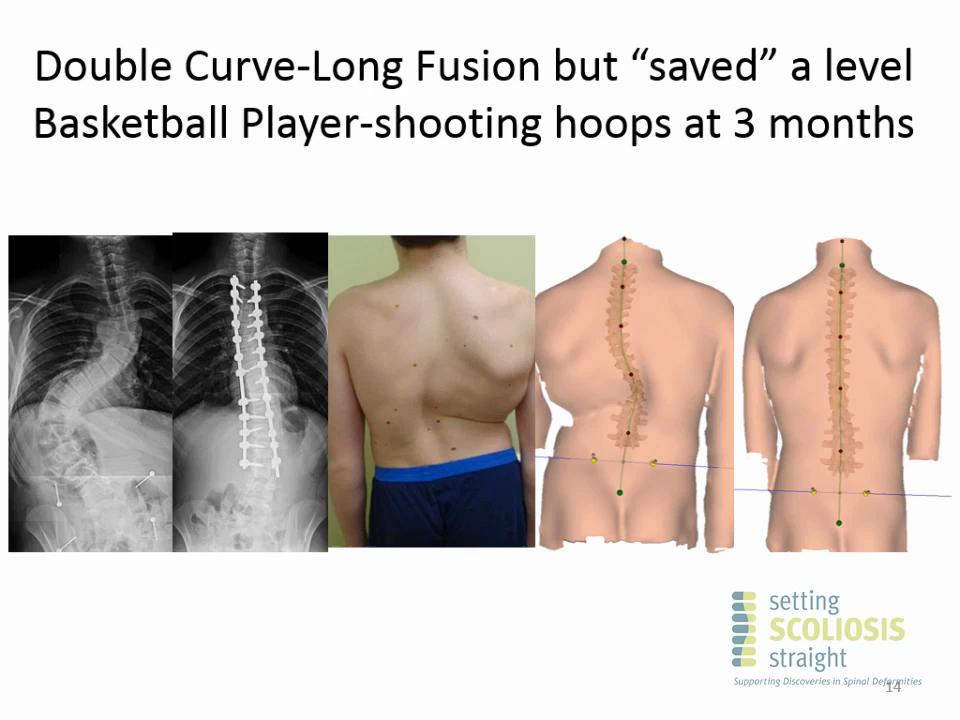 Double Curve-Long Fusion but “saved” a level
Basketball Player-shooting hoops at 3 months
setting
SCOLIOSIS
straight
Supporting Discoveries in Spinal Deformities
14